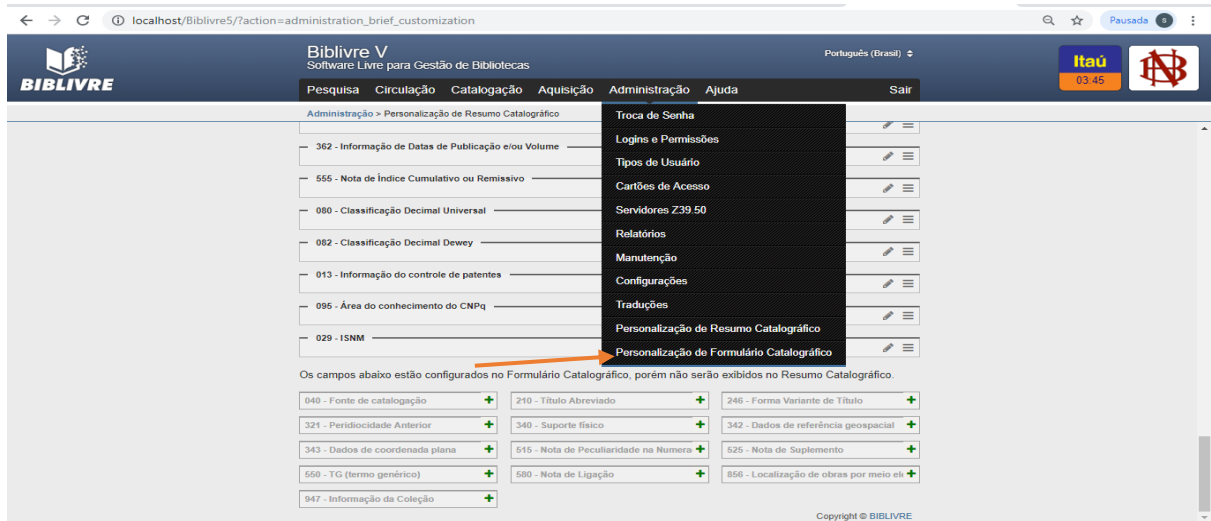 localhost/Biblivre5/?action=administration_brief_customization
Pausada
s
BIBLIVRE
Biblivre V
Software Livre para Gestão de Bibliotecas
Português (Brasil)
Itaú
03:45
Pesquisa Circulação Catalogação Aquisição Administração Ajuda Sair
Administração > Personalização de Resumo Catalográfico
Troca de Senha
Logins e Permissões
Tipos de Usuário
Cartões de Acesso
Servidores Z39.50
Relatórios
Manutenção
Configurações
Traduções
Personalização de Resumo Catalográfico
Personalização de Formulário Catalográfico
362 - Informação de Datas de Publicação e/ou Volume
555 - Nota de Índice Cumulativo ou Remissivo
080 - Classificação Decimal Universal
082 - Classificação Decimal Dewey
013 - Informação do controle de patentes
095 - Área do conhecimento do CNPq
029 - ISNM
Os campos abaixo estão configurados no Formulário Catalográfico, porém não serão exibidos no Resumo Catalográfico.
040 - Fonte de catalogação
210 - Título Abreviado
246 - Forma Variante de Título
321 - Peridiocidade Anterior
340 - Suporte físico
342 - Dados de referência geospacial
343 - Dados de coordenada plana
515 - Nota de Peculiaridade na Numera
525 - Nota de Suplemento
550 - TG (termo genérico)
580 - Nota de Ligação
856 - Localização de obras por meio ele
947 - Informação da Coleção
Copyright © BIBLIVRE